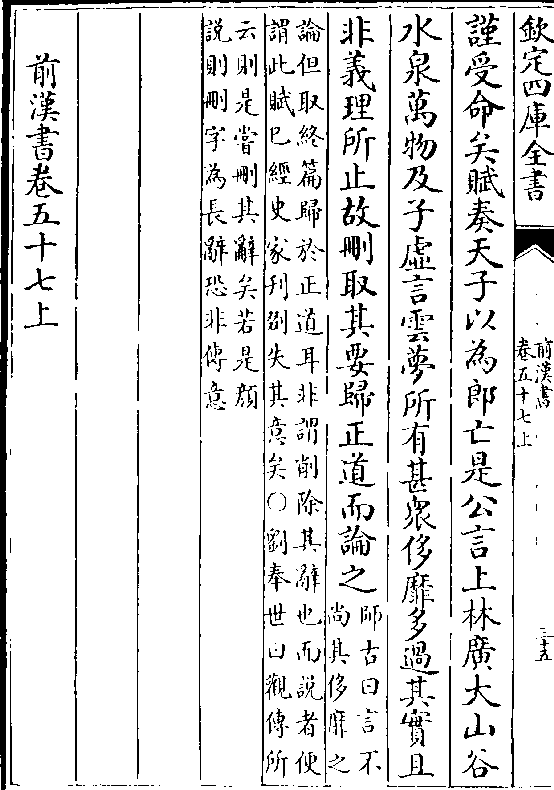 欽定四庫全書
前漢書
卷五十七上
三十五
謹受命矣賦奏天子以為郎亡是公言上林廣大山谷
水泉萬物及子虛言雲夢所有甚衆侈靡多過其實且
非義理所止故刪取其要歸正道而論之
師古曰言不
尚其侈靡之
論但取終篇歸於正道耳非謂削除其辭也而說者便
謂此賦已經史家刋剟失其意矣○劉奉世曰觀傳所
云則是嘗刪其辭矣若是顔
說則刪字為長辭恐非傳意
前漢書卷五十七上